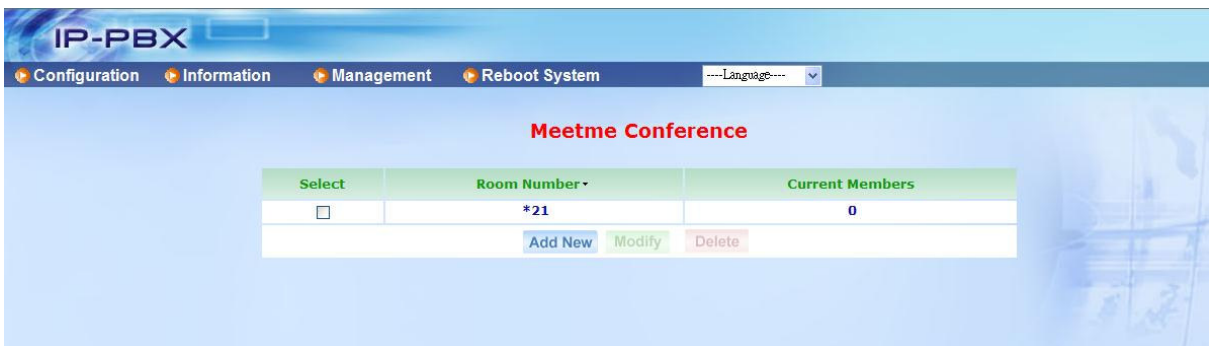 IP-PBX
Configuration Information Management Reboot System ----Language----
Meetme Conference
Select Room Number Current Members
*21 0
Add New Modify Delete